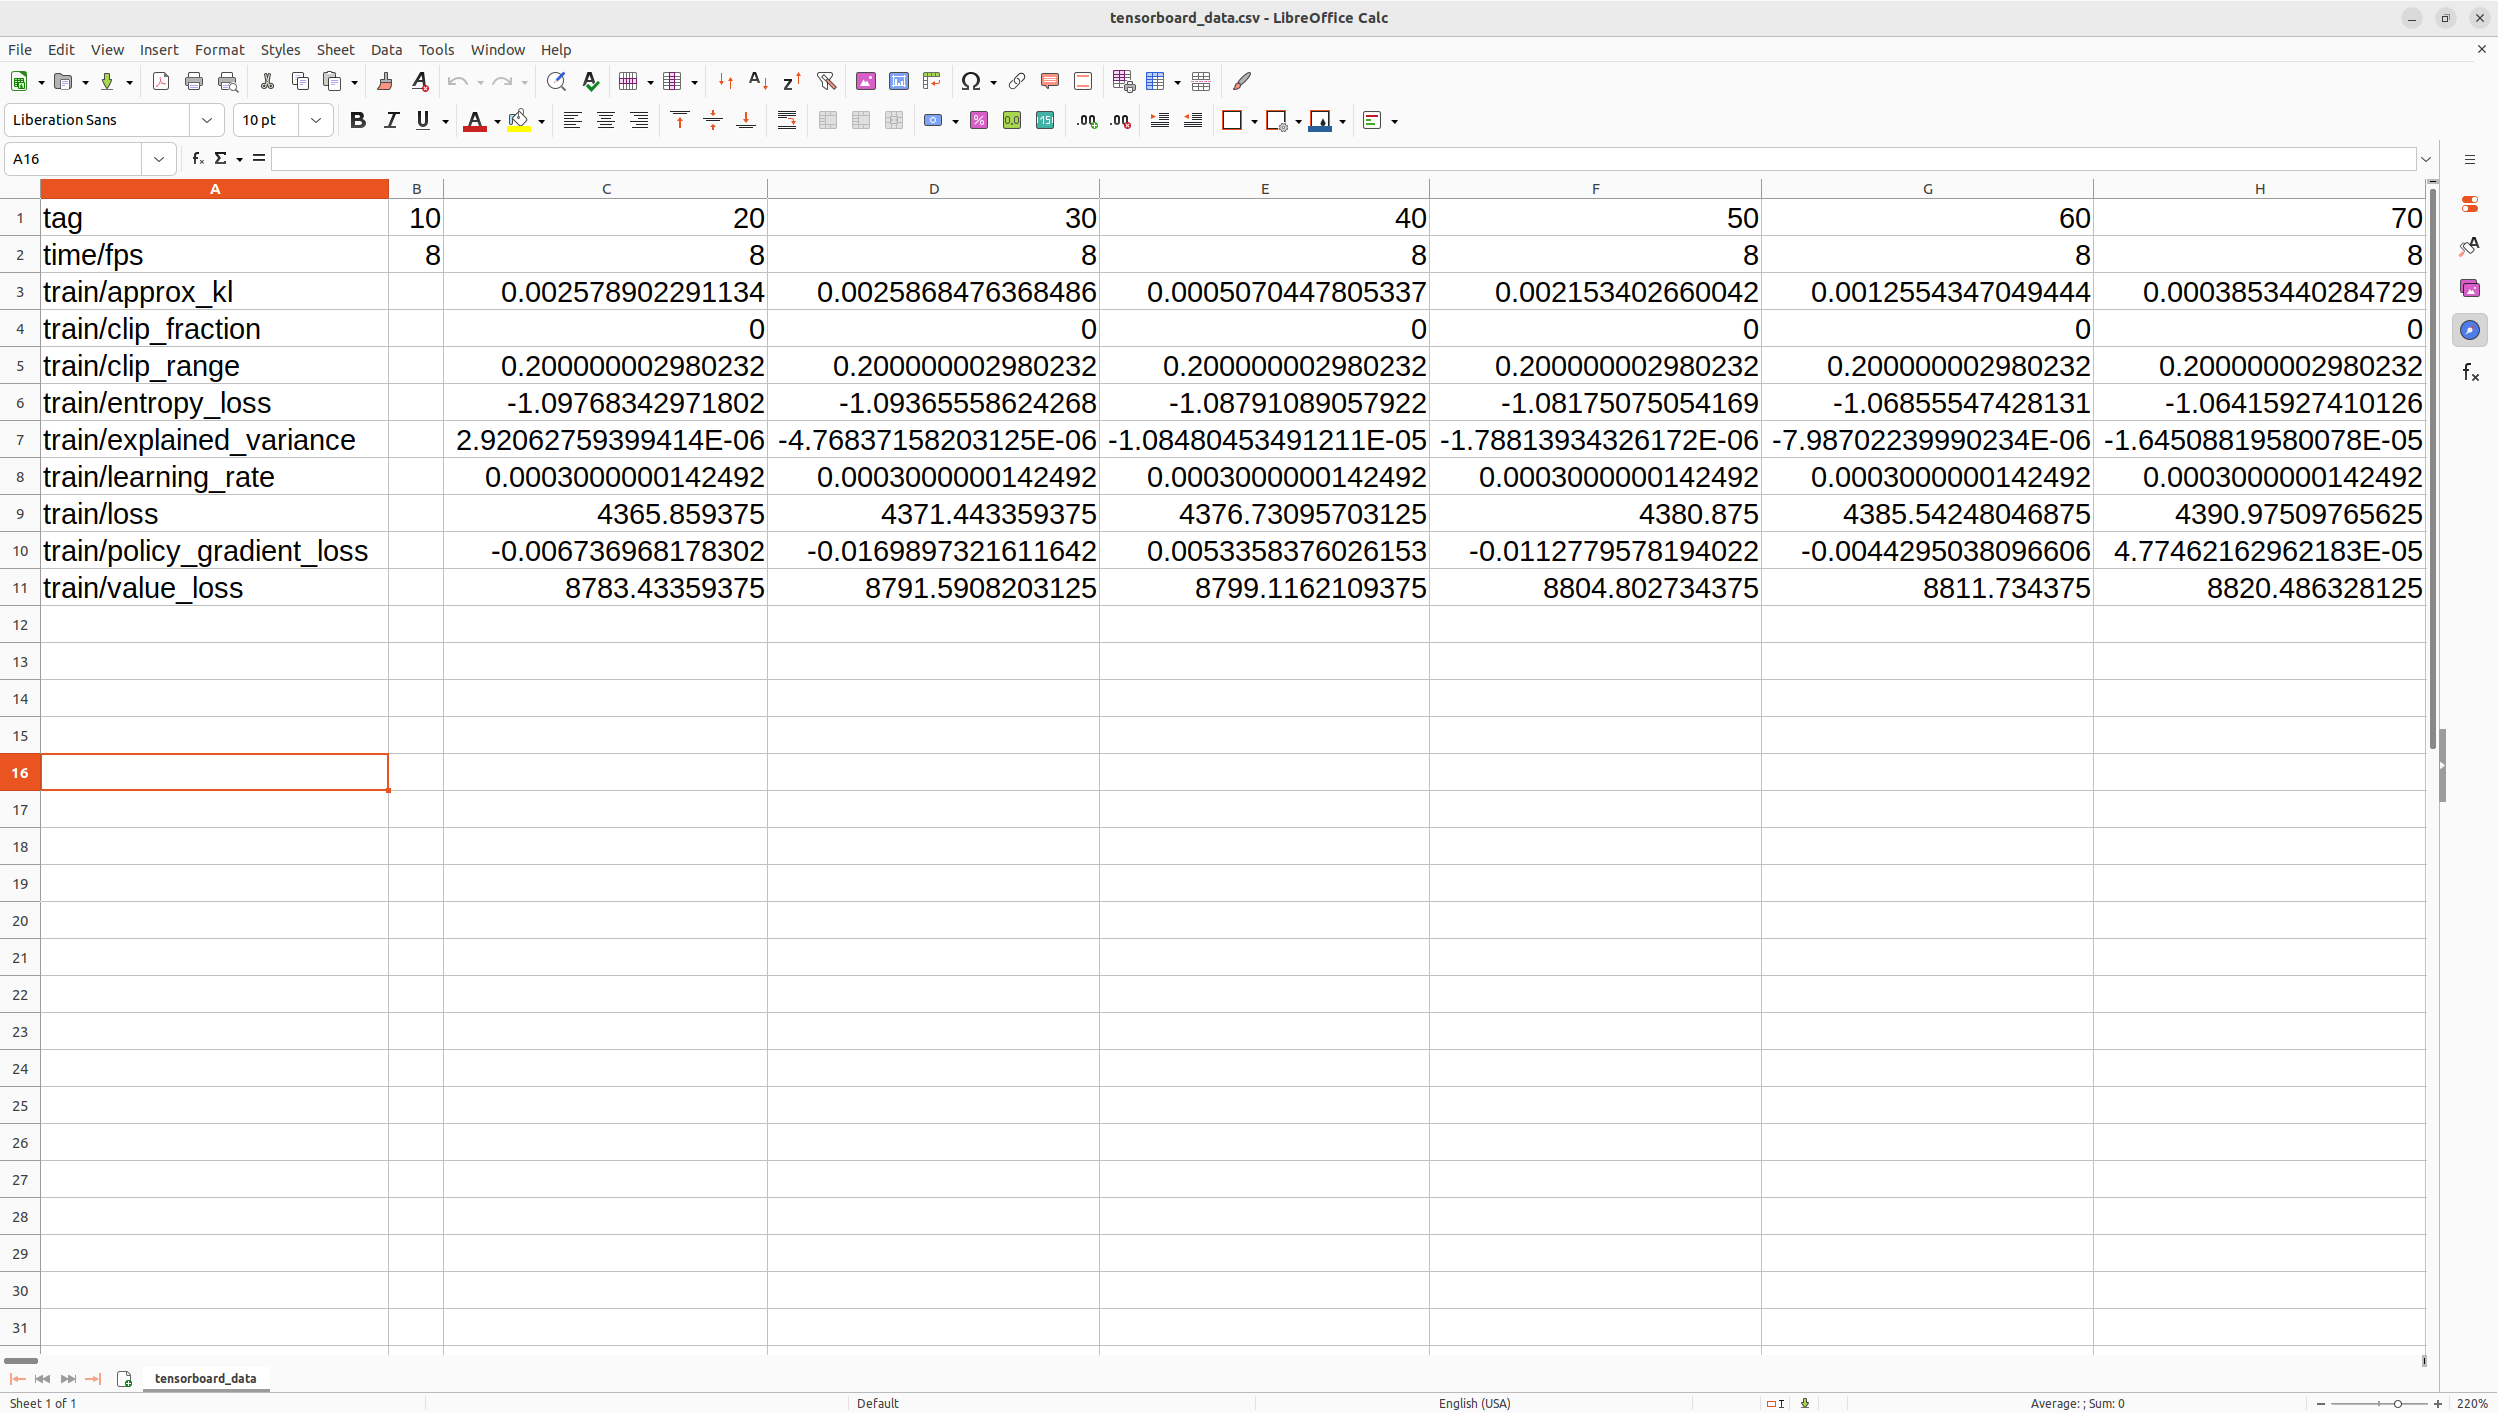 tensorboard_data.csv - LibreOffice Calc
File Edit View Insert Format Styles Sheet Data Tools Window Help
Liberation Sans 10 pt
A16
A B C D E F G H
1 tag 10 20 30 40 50 60 70
2 time/fps 8 8 8 8 8 8 8
3 train/approx_kl 0.002578902291134 0.0025868476368486 0.0005070447805337 0.002153402660042 0.0012554347049444 0.0003853440284729
4 train/clip_fraction 0 0 0 0 0 0
5 train/clip_range 0.200000002980232 0.200000002980232 0.200000002980232 0.200000002980232 0.200000002980232 0.200000002980232
6 train/entropy_loss -1.09768342971802 -1.09365558624268 -1.08791089057922 -1.08175075054169 -1.06855547428131 -1.06415927410126
7 train/explained_variance 2.92062759399414E-06 -4.76837158203125E-06 -1.08480453491211E-05 -1.78813934326172E-06 -7.98702239990234E-06 -1.64508819580078E-05
8 train/learning_rate 0.0003000000142492 0.0003000000142492 0.0003000000142492 0.0003000000142492 0.0003000000142492 0.0003000000142492
9 train/loss 4365.859375 4371.443359375 4376.73095703125 4380.875 4385.54248046875 4390.97509765625
10 train/policy_gradient_loss -0.006736968178302 -0.0169897321611642 0.0053358376026153 -0.0112779578194022 -0.0044295038096606 4.77462162962183E-05
11 train/value_loss 8783.43359375 8791.5908203125 8799.1162109375 8804.802734375 8811.734375 8820.486328125
12
13
14
15
16
17
18
19
20
21
22
23
24
25
26
27
28
29
30
31
tensorboard_data
Sheet 1 of 1 Default English (USA) Average: ; Sum: 0 220%